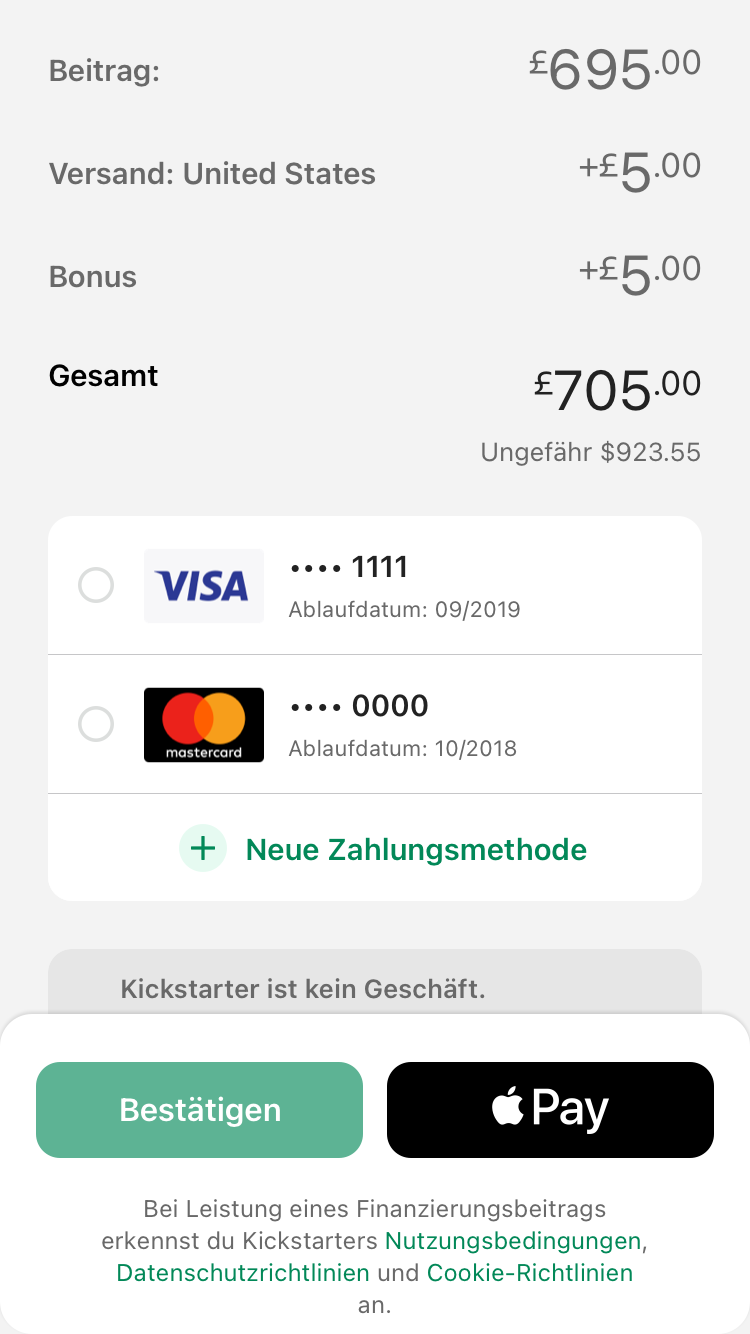 Beitrag: £695.00
Versand: United States +£5.00
Bonus +£5.00
Gesamt £705.00
Ungefähr $923.55
VISA •••• 1111
Ablaufdatum: 09/2019
•••• 0000
mastercard Ablaufdatum: 10/2018
+ Neue Zahlungsmethode
Kickstarter ist kein Geschäft.
Bestätigen Pay
Bei Leistung eines Finanzierungsbeitrags
erkennst du Kickstarters Nutzungsbedingungen,
Datenschutzrichtlinien und Cookie-Richtlinien
an.